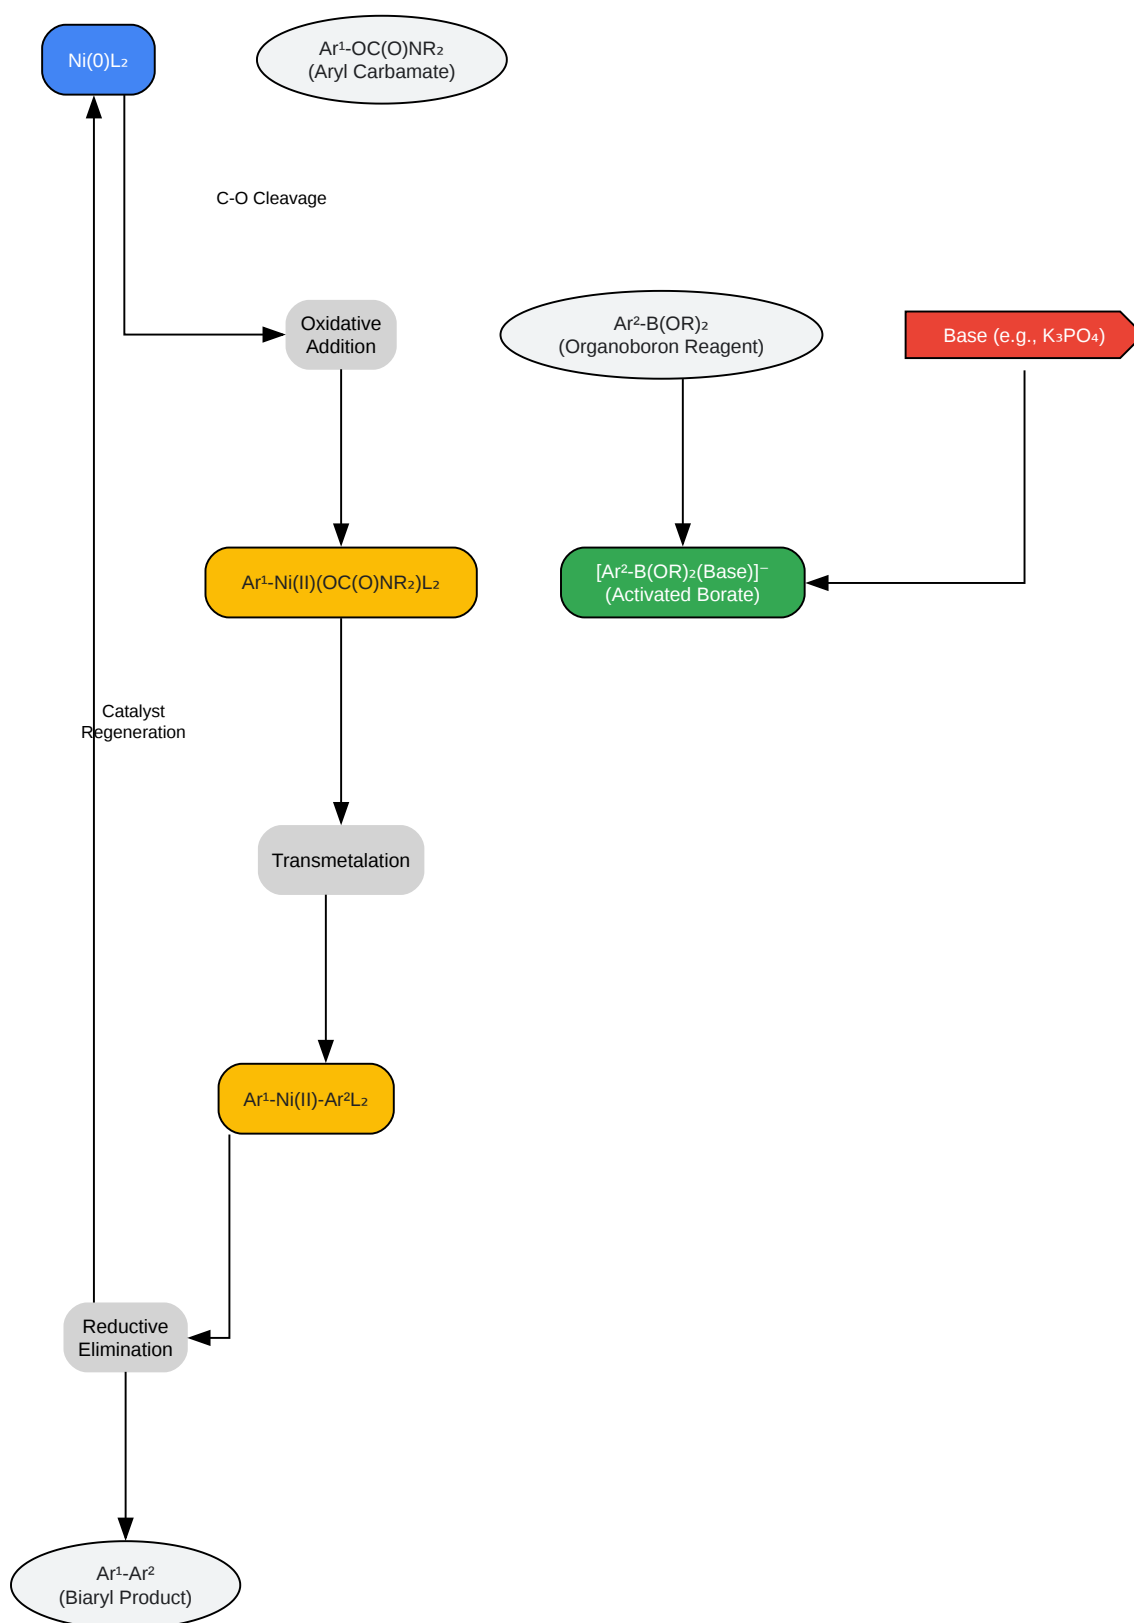 Ni(0)L₂
Ar¹-OC(O)NR₂
(Aryl Carbamate)
C-O Cleavage
Oxidative
Addition
Ar²-B(OR)₂
(Organoboron Reagent)
Base (e.g., K₃PO₄)
Ar¹-Ni(II)(OC(O)NR₂)L₂
[Ar²-B(OR)₂(Base)]⁻
(Activated Borate)
Catalyst
Regeneration
Transmetalation
Ar¹-Ni(II)-Ar²L₂
Reductive
Elimination
Ar¹-Ar²
(Biaryl Product)